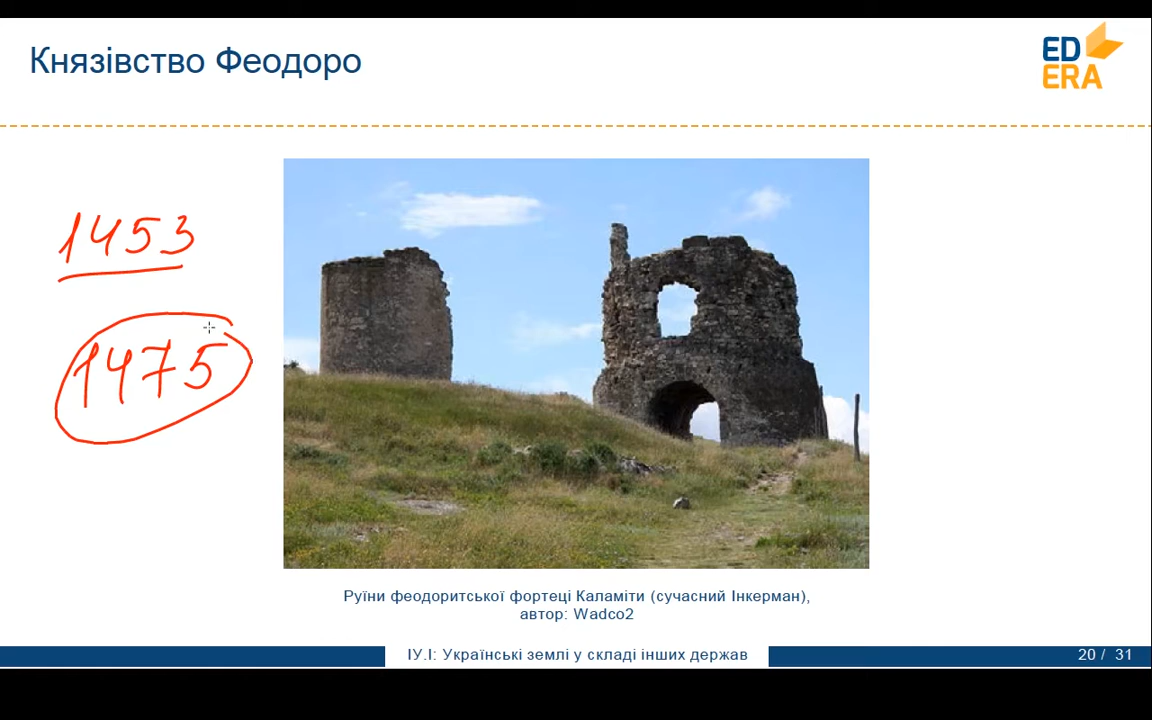 Князівство Феодоро
ED
ERA
1453
1475
Руїни феодоритської фортеці Каламіти (сучасний Інкерман),
автор: Wadco2
ІУ.І: Українські землі у складі інших держав
20 / 31